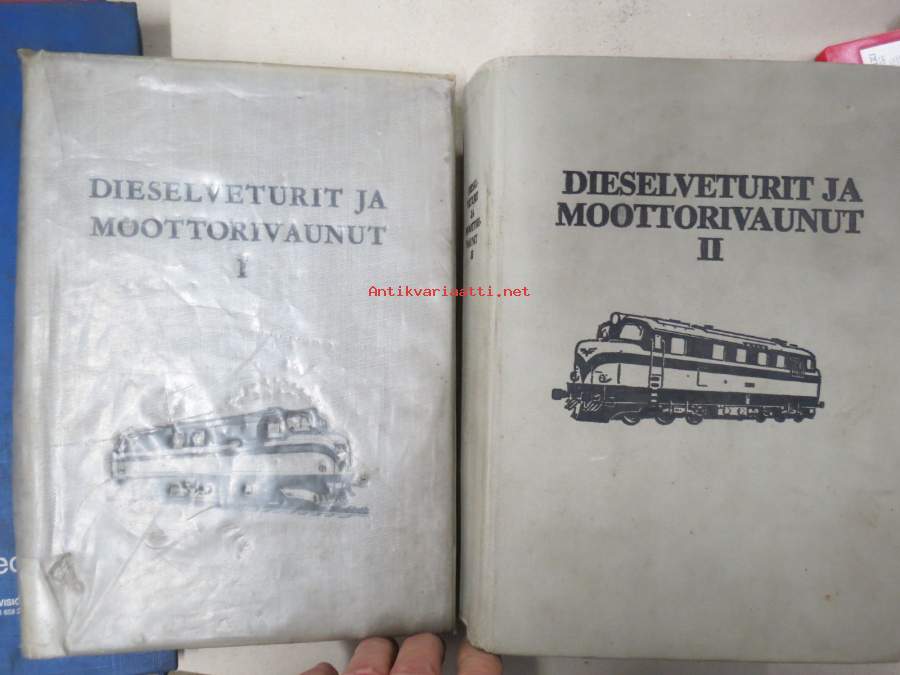 DIESELVETURIT JA
MOOTTORIVAUNUT
I
DIESELVETURIT JA
MOOTTORIVAUNUT
II
Antikvariaatti.net